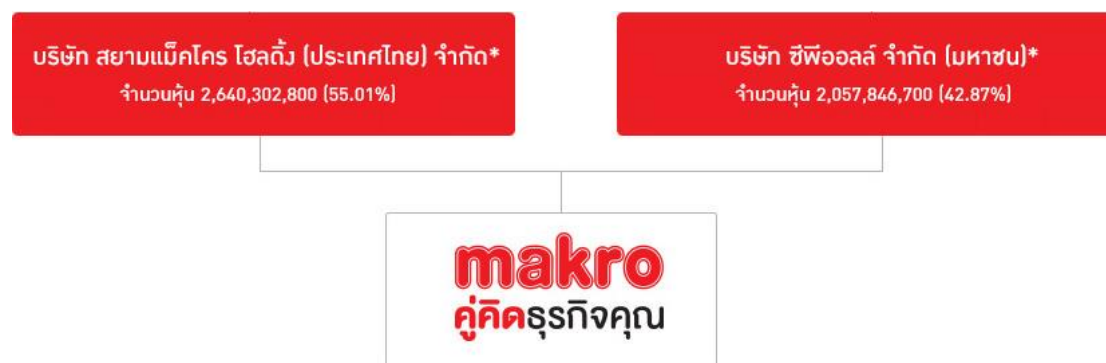 บริษัท สยามแม็คโคร โฮลดิ้ง (ประเทศไทย) จำกัด*
จำนวนหุ้น 2,640,302,800 (55.01%)
บริษัท ซีพีออลล์ จำกัด (มหาชน)*
จำนวนหุ้น 2,057,846,700 (42.87%)
makro
คู่คิดธุรกิจคุณ